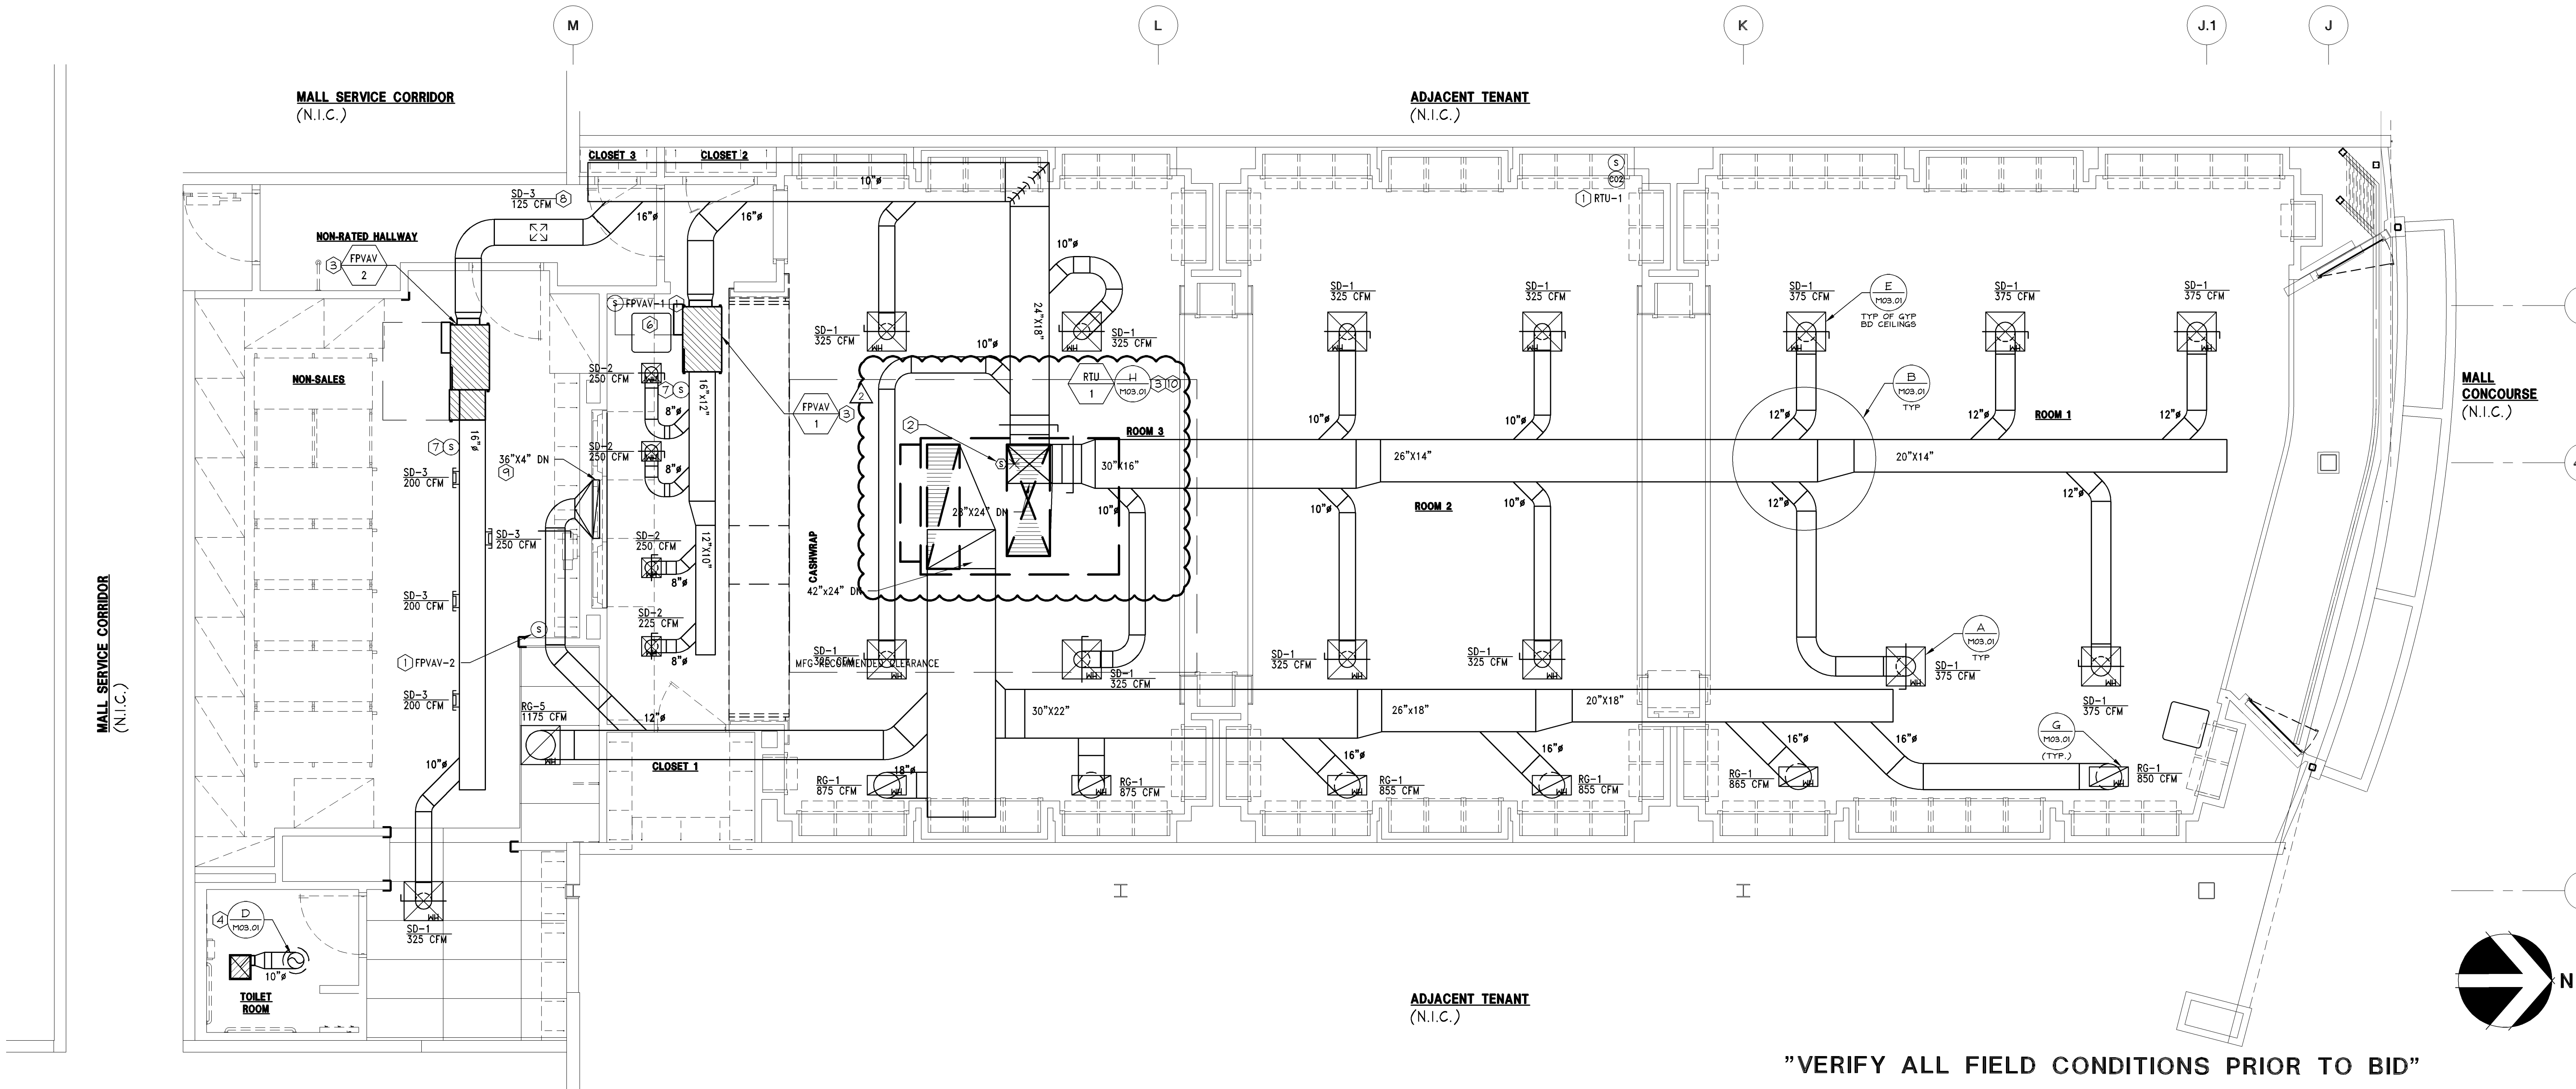 M
L
K
J.1
J
MALL SERVICE CORRIDOR
(N.I.C.)
ADJACENT TENANT
(N.I.C.)
CLOSET 3
CLOSET 2
10"ø
S
CO2
1 RTU-1
SD-3
125 CFM 8
16"ø
16"ø
NON-RATED HALLWAY
3 FPVAV
2
10"ø
S FPVAV-1 1
6
24"X18"
SD-1
325 CFM
SD-1
325 CFM
SD-1
325 CFM
SD-1
325 CFM
SD-1
375 CFM
E
M03.01
TYP OF GYP
BD CEILINGS
SD-1
375 CFM
SD-1
375 CFM
10"ø
NON-SALES
SD-2
250 CFM
7 S
8"ø
16"x12"
FPVAV 3
1
2
RTU
1
H
M03.01
3 10
B
M03.01
TYP
MALL
CONCOURSE
(N.I.C.)
2
ROOM 3
10"ø
10"ø
12"ø
12"ø
ROOM 1
12"ø
7 S
16"ø
SD-2
250 CFM
8"ø
36"X4" DN
9
SD-3
200 CFM
S
30"X16"
26"X14"
20"X14"
SD-3
250 CFM
SD-2
250 CFM
12"X10"
8"ø
CASHWRAP
28"X24" DN
10"ø
10"ø
ROOM 2
10"ø
12"ø
12"ø
42"x24" DN
SD-3
200 CFM
SD-2
225 CFM
8"ø
S
1 FPVAV-2
MALL SERVICE CORRIDOR
(N.I.C.)
SD-1
325 CFM
MFG RECOMMENDED CLEARANCE
SD-1
325 CFM
SD-1
325 CFM
SD-1
325 CFM
A
M03.01
TYP
SD-1
375 CFM
SD-1
375 CFM
SD-3
200 CFM
RG-5
1175 CFM
12"ø
30"X22"
26"x18"
20"X18"
10"ø
CLOSET 1
18"ø
RG-1
875 CFM
RG-1
875 CFM
16"ø
RG-1
855 CFM
16"ø
RG-1
855 CFM
16"ø
RG-1
865 CFM
16"ø
G
M03.01
(TYP.)
RG-1
850 CFM
4 D
M03.01
SD-1
325 CFM
10"ø
TOILET
ROOM
ADJACENT TENANT
(N.I.C.)
N
"VERIFY ALL FIELD CONDITIONS PRIOR TO BID"